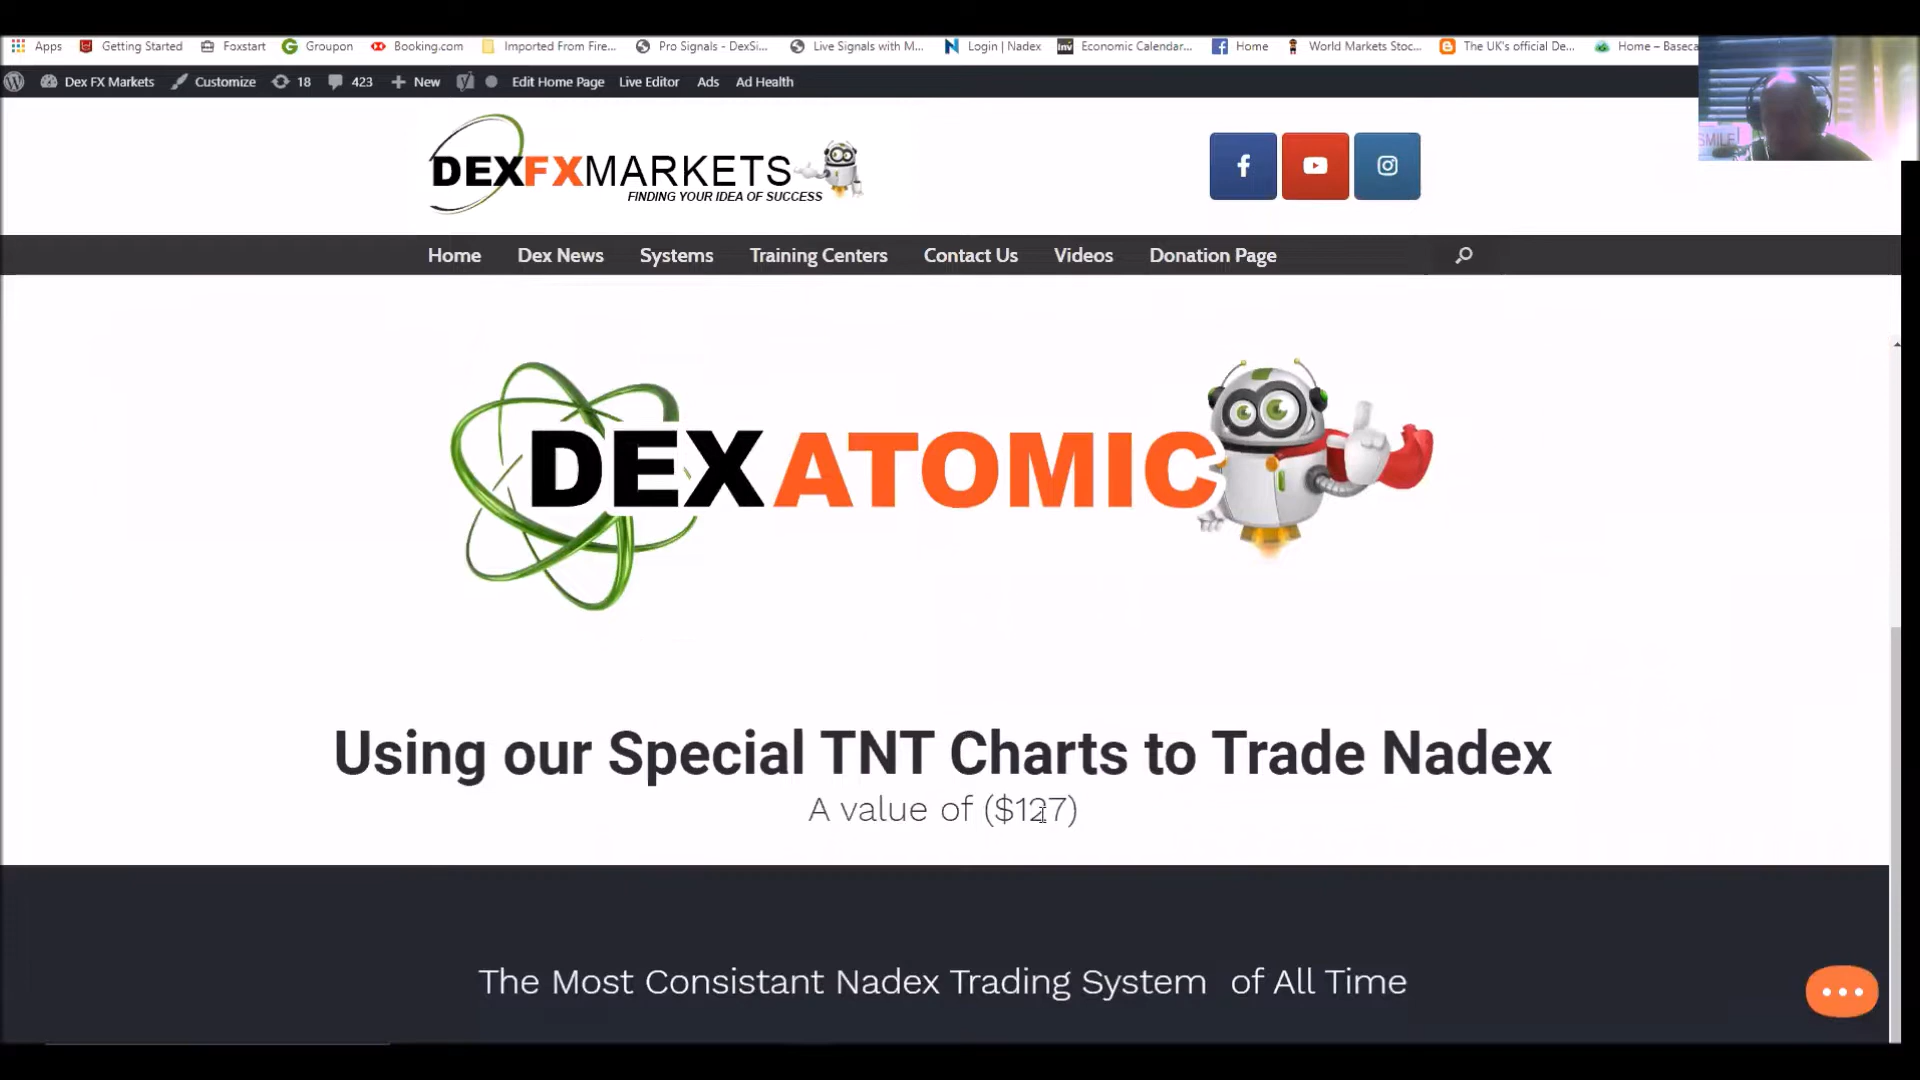 Apps Getting Started Foxstart Groupon Booking.com Imported From Fire... Pro Signals - DexSi... Live Signals with M... Login | Nadex Inv Economic Calendar... Home World Markets Stoc... The UK's official De... Home – Baseca
Dex FX Markets Customize 18 423 New Edit Home Page Live Editor Ads Ad Health
SMILE
DEXFXMARKETS
FINDING YOUR IDEA OF SUCCESS
Home Dex News Systems Training Centers Contact Us Videos Donation Page
DEXATOMIC
Using our Special TNT Charts to Trade Nadex
A value of ($127)
The Most Consistant Nadex Trading System of All Time